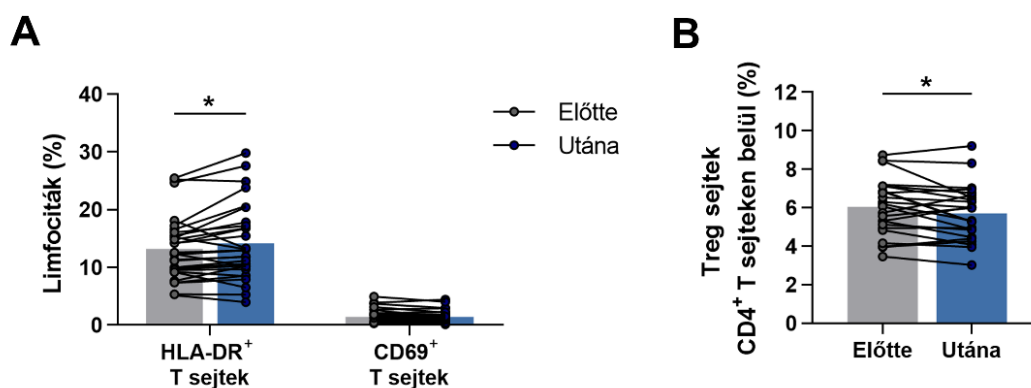 A
Limfociták (%)
40
30
20
10
0
*
HLA-DR⁺
T sejtek
CD69⁺
T sejtek
Előtte
Utána
B
Treg sejtek
CD4⁺ T sejteken belül (%)
12
10
8
6
4
2
0
*
Előtte
Utána